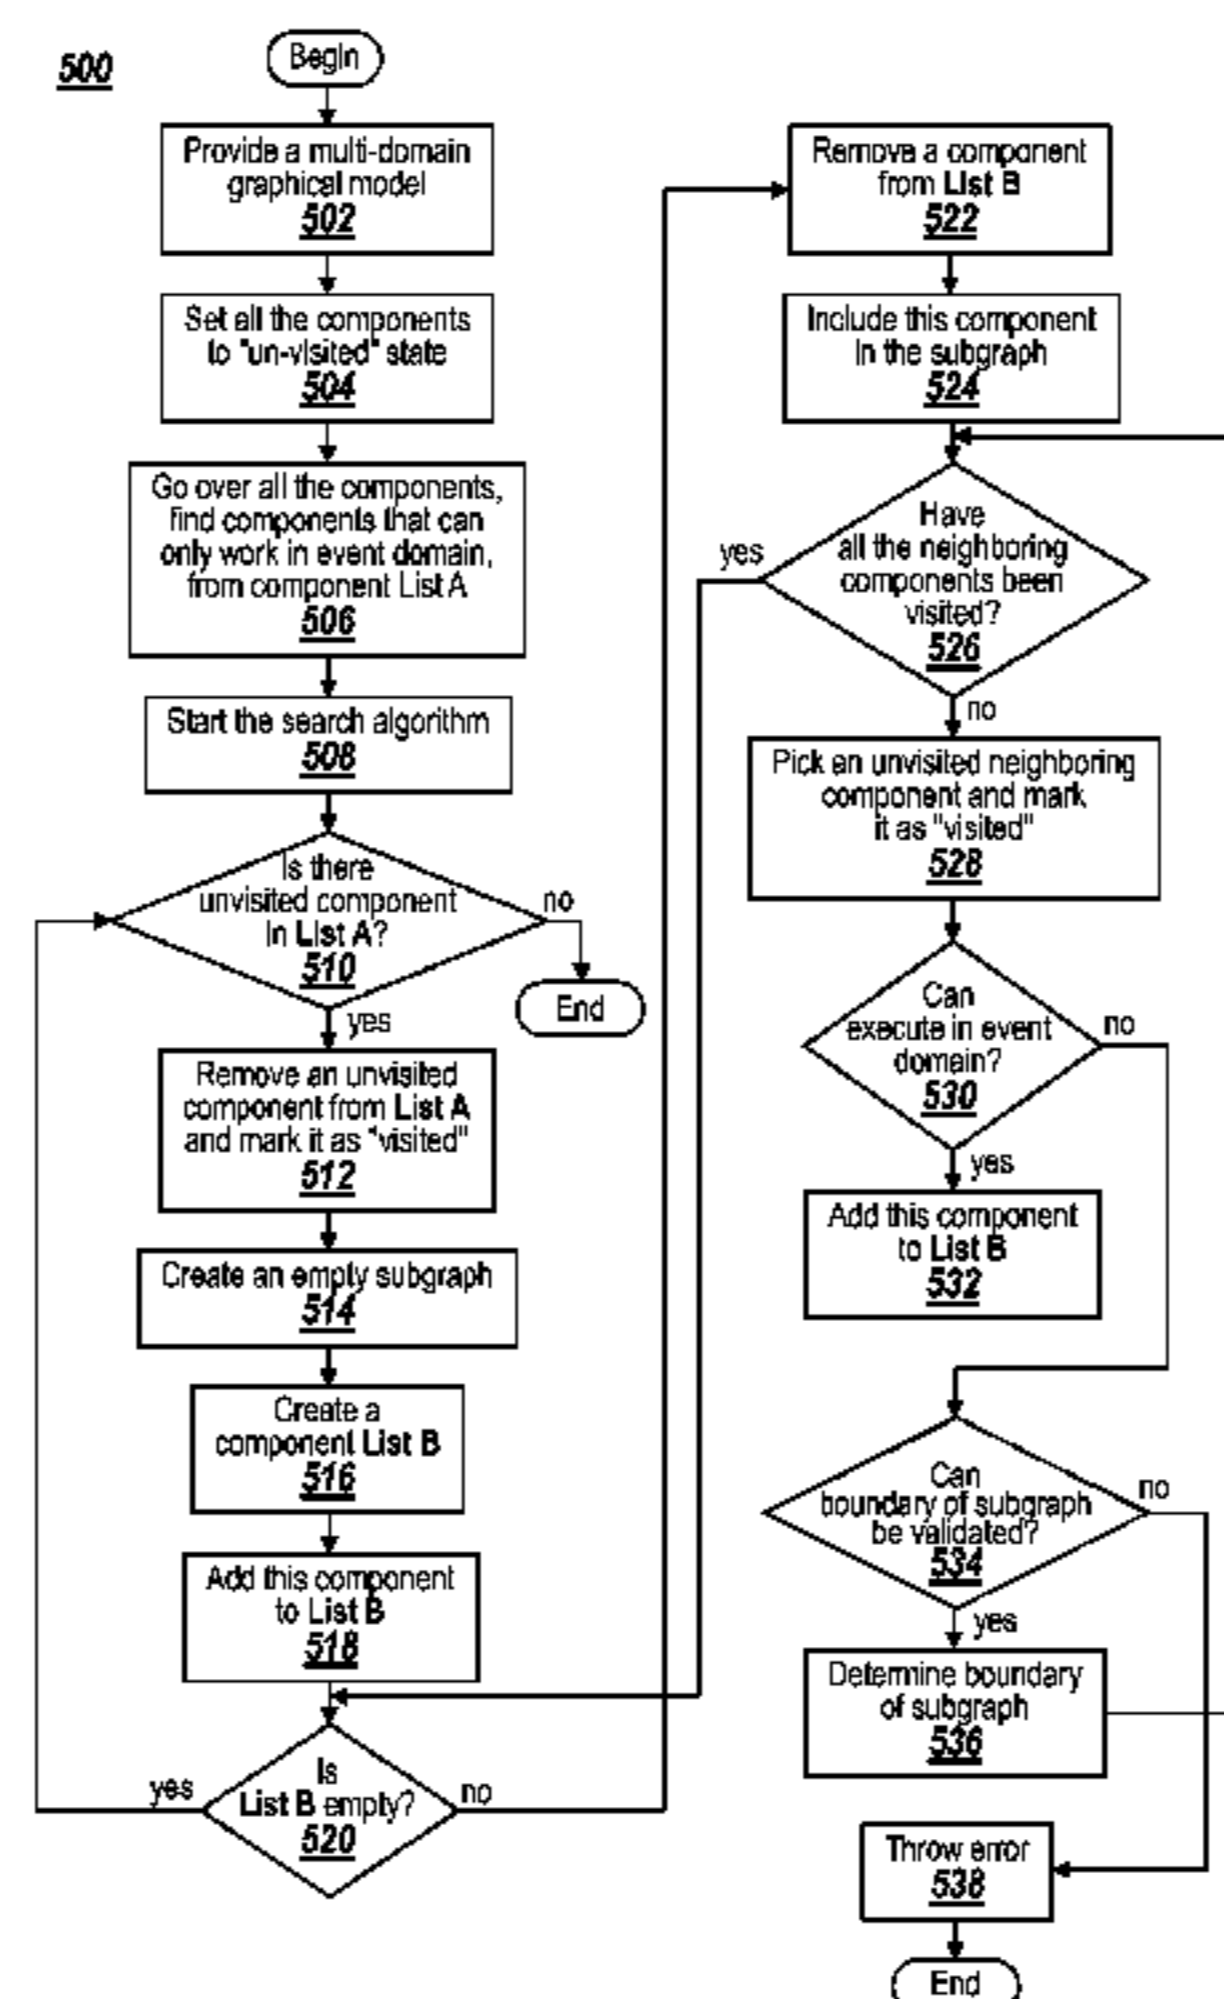 500
Begin
Provide a multi-domain
graphical model
502
Set all the components
to "un-visited" state
504
Go over all the components,
find components that can
only work in event domain,
from component List A
506
Start the search algorithm
508
Is there
unvisited component
in List A?
510
no
End
yes
Remove an unvisited
component from List A
and mark it as "visited"
512
Create an empty subgraph
514
Create a
component List B
516
Add this component
to List B
518
Is
List B empty?
520
yes
no
Remove a component
from List B
522
Include this component
in the subgraph
524
Have
all the neighboring
components been
visited?
526
yes
no
Pick an unvisited neighboring
component and mark
it as "visited"
528
Can
execute in event
domain?
530
no
yes
Add this component
to List B
532
Can
boundary of subgraph
be validated?
534
no
yes
Determine boundary
of subgraph
536
Throw error
538
End